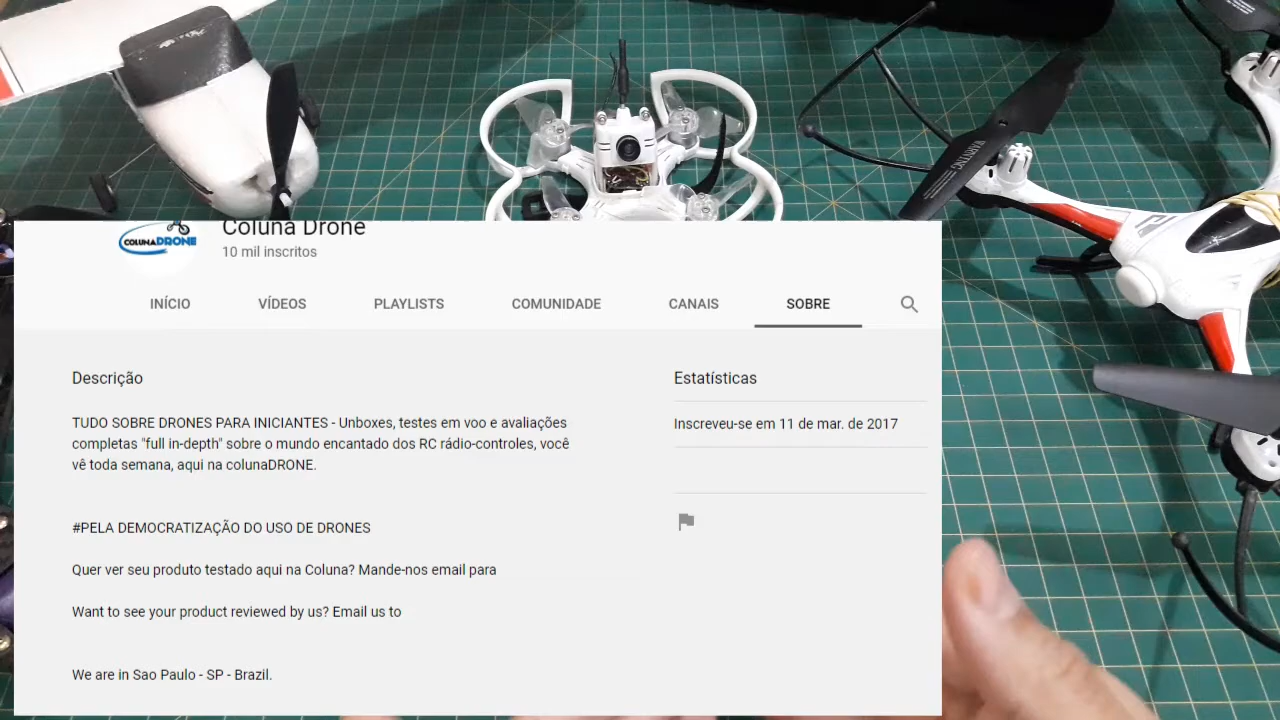 Coluna Drone
COLUNADRONE
10 mil inscritos
INÍCIO VÍDEOS PLAYLISTS COMUNIDADE CANAIS SOBRE
Descrição
TUDO SOBRE DRONES PARA INICIANTES - Unboxes, testes em voo e avaliações
completas "full in-depth" sobre o mundo encantado dos RC rádio-controles, você
vê toda semana, aqui na colunaDRONE.
#PELA DEMOCRATIZAÇÃO DO USO DE DRONES
Quer ver seu produto testado aqui na Coluna? Mande-nos email para
Want to see your product reviewed by us? Email us to
We are in Sao Paulo - SP - Brazil.
Estatísticas
Inscreveu-se em 11 de mar. de 2017